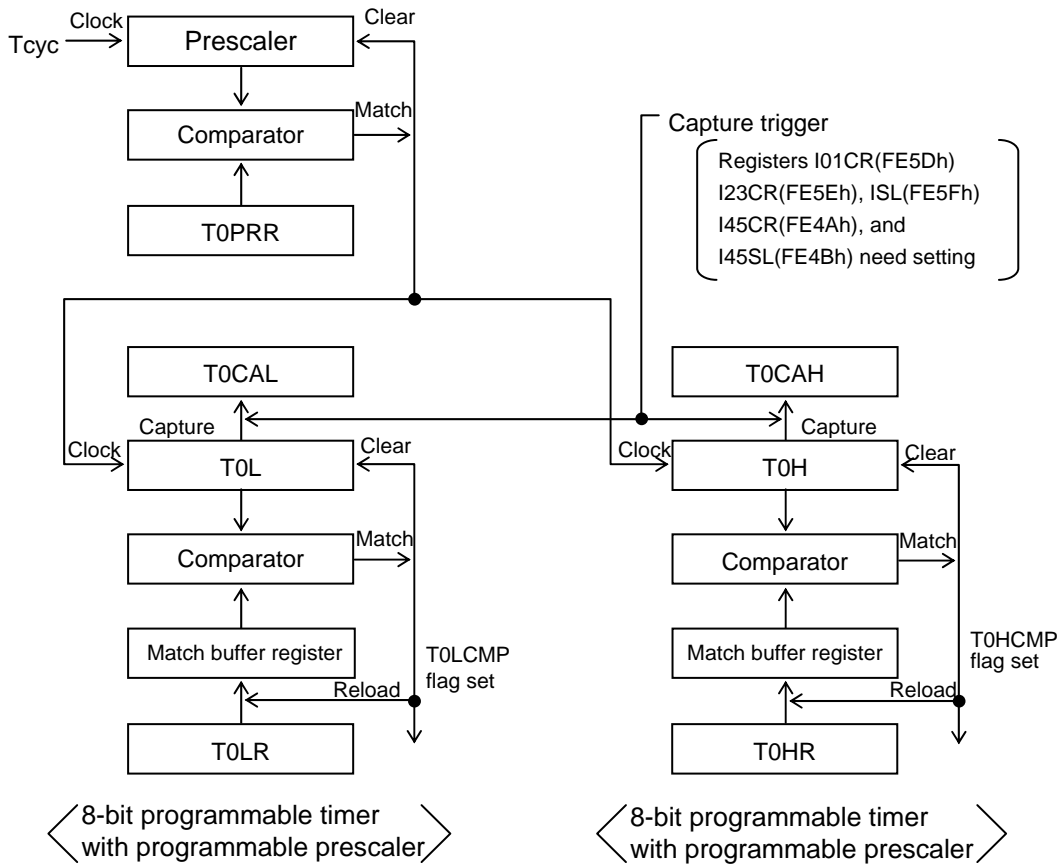 Clock
Clear
Tcyc
Prescaler
Match
Comparator
T0PRR
Capture trigger
Registers I01CR(FE5Dh)
I23CR(FE5Eh), ISL(FE5Fh)
I45CR(FE4Ah), and
I45SL(FE4Bh) need setting
T0CAL
T0CAH
Capture
Capture
Clock
T0L
Clear
Clock
T0H
Clear
Comparator
Match
Comparator
Match
Match buffer register
T0LCMP
flag set
Match buffer register
T0HCMP
flag set
Reload
Reload
T0LR
T0HR
8-bit programmable timer
with programmable prescaler
8-bit programmable timer
with programmable prescaler